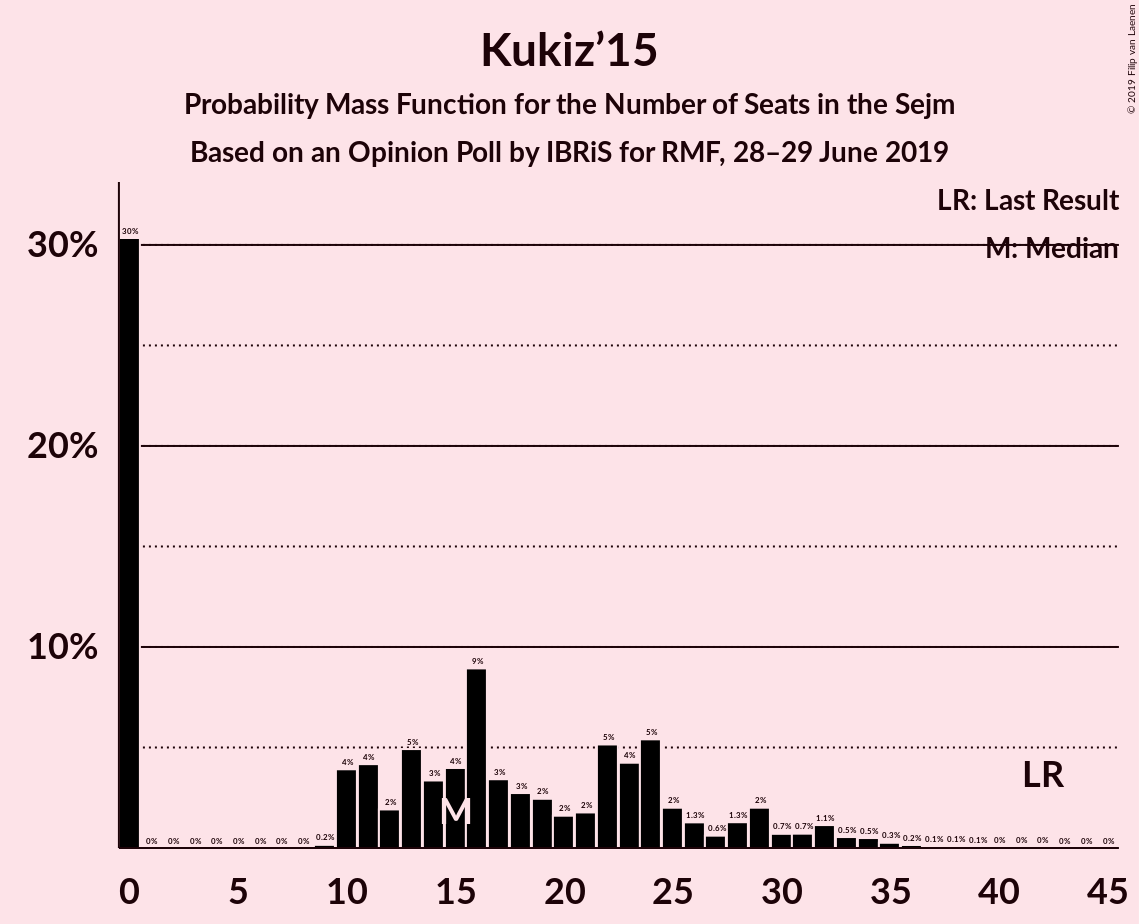 Kukiz’15
Probability Mass Function for the Number of Seats in the Sejm
Based on an Opinion Poll by IBRiS for RMF, 28–29 June 2019
© 2019 Filip van Laenen
LR: Last Result
M: Median
30%
20%
10%
30% 0% 0% 0% 0% 0% 0% 0% 0% 0.2% 4% 4% 2% 5% 3% 4% 9% 3% 3% 2% 2% 2% 5% 4% 5% 2% 1.3% 0.6% 1.3% 2% 0.7% 0.7% 1.1% 0.5% 0.5% 0.3% 0.2% 0.1% 0.1% 0.1% 0% 0% 0% 0% 0% 0%
M
LR
0 5 10 15 20 25 30 35 40 45